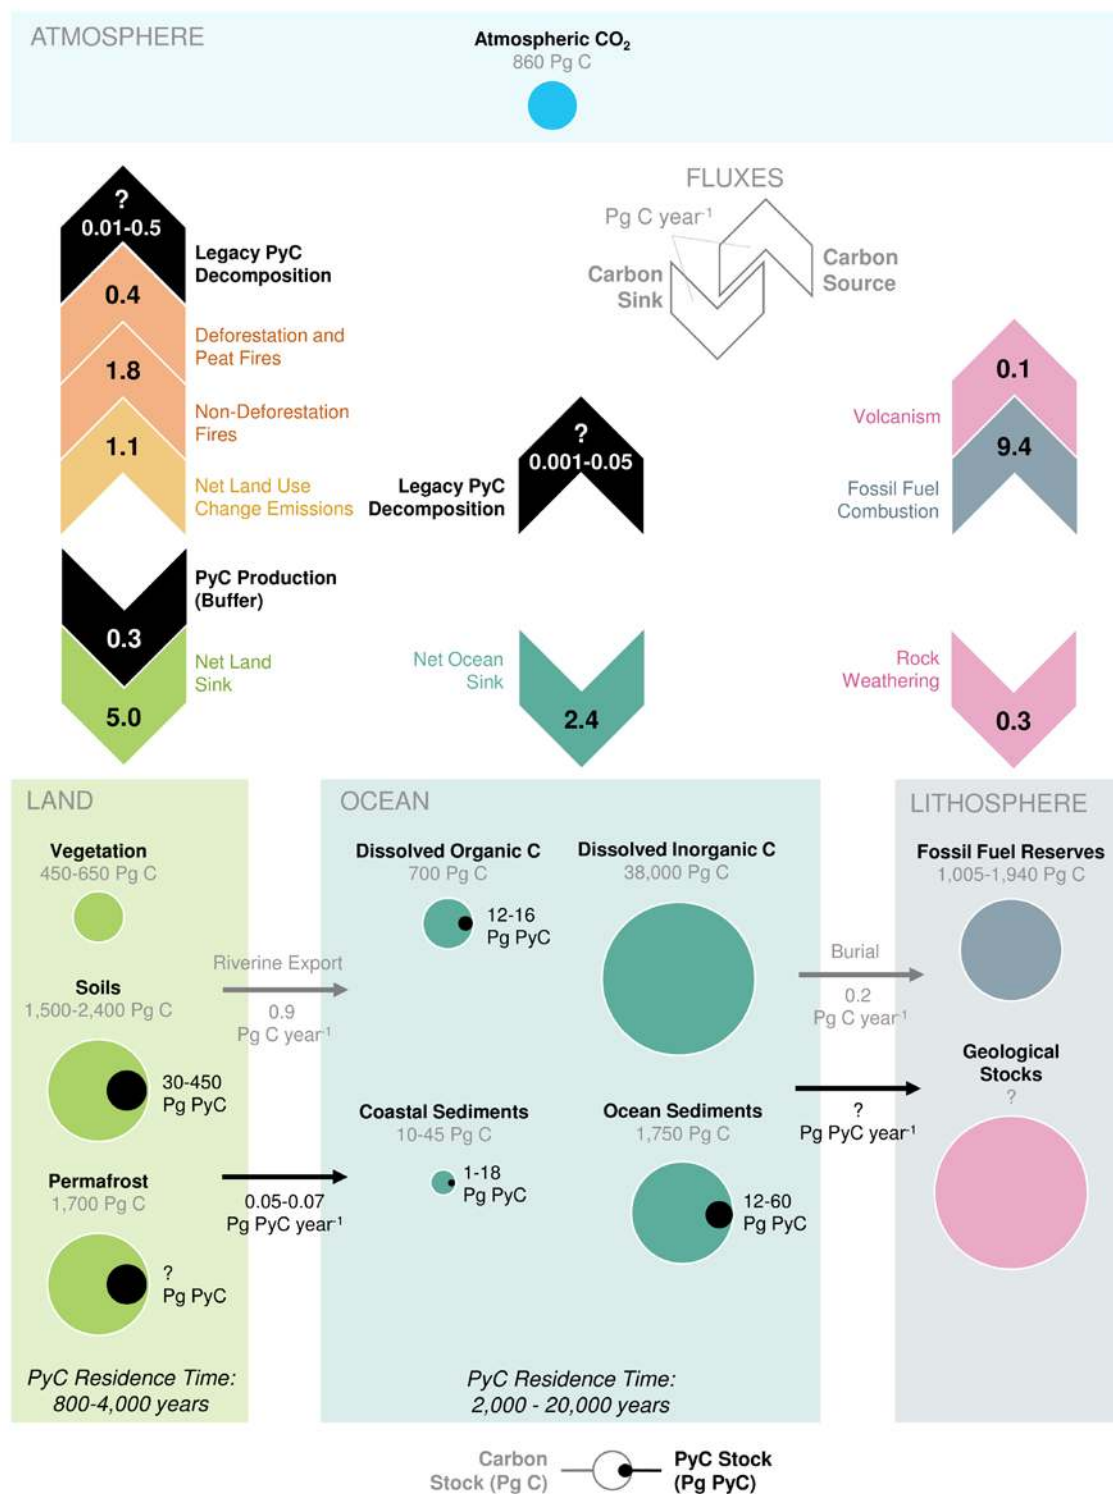 ATMOSPHERE
Atmospheric CO₂
860 Pg C
FLUXES
Pg C year⁻¹
Carbon
Sink
Carbon
Source
?
0.01-0.5
Legacy PyC
Decomposition
0.4
Deforestation and
Peat Fires
1.8
Non-Deforestation
Fires
1.1
Net Land Use
Change Emissions
PyC Production
(Buffer)
0.3
Net Land
Sink
5.0
?
0.001-0.05
Legacy PyC
Decomposition
Net Ocean
Sink
2.4
0.1
Volcanism
9.4
Fossil Fuel
Combustion
Rock
Weathering
0.3
LAND
Vegetation
450-650 Pg C
Soils
1,500-2,400 Pg C
30-450
Pg PyC
Permafrost
1,700 Pg C
?
Pg PyC
PyC Residence Time:
800-4,000 years
Riverine Export
0.9
Pg C year⁻¹
0.05-0.07
Pg PyC year⁻¹
OCEAN
Dissolved Organic C
700 Pg C
12-16
Pg PyC
Dissolved Inorganic C
38,000 Pg C
Coastal Sediments
10-45 Pg C
1-18
Pg PyC
Ocean Sediments
1,750 Pg C
12-60
Pg PyC
PyC Residence Time:
2,000 - 20,000 years
Burial
0.2
Pg C year⁻¹
?
Pg PyC year⁻¹
LITHOSPHERE
Fossil Fuel Reserves
1,005-1,940 Pg C
Geological
Stocks
?
Carbon
Stock (Pg C)
PyC Stock
(Pg PyC)